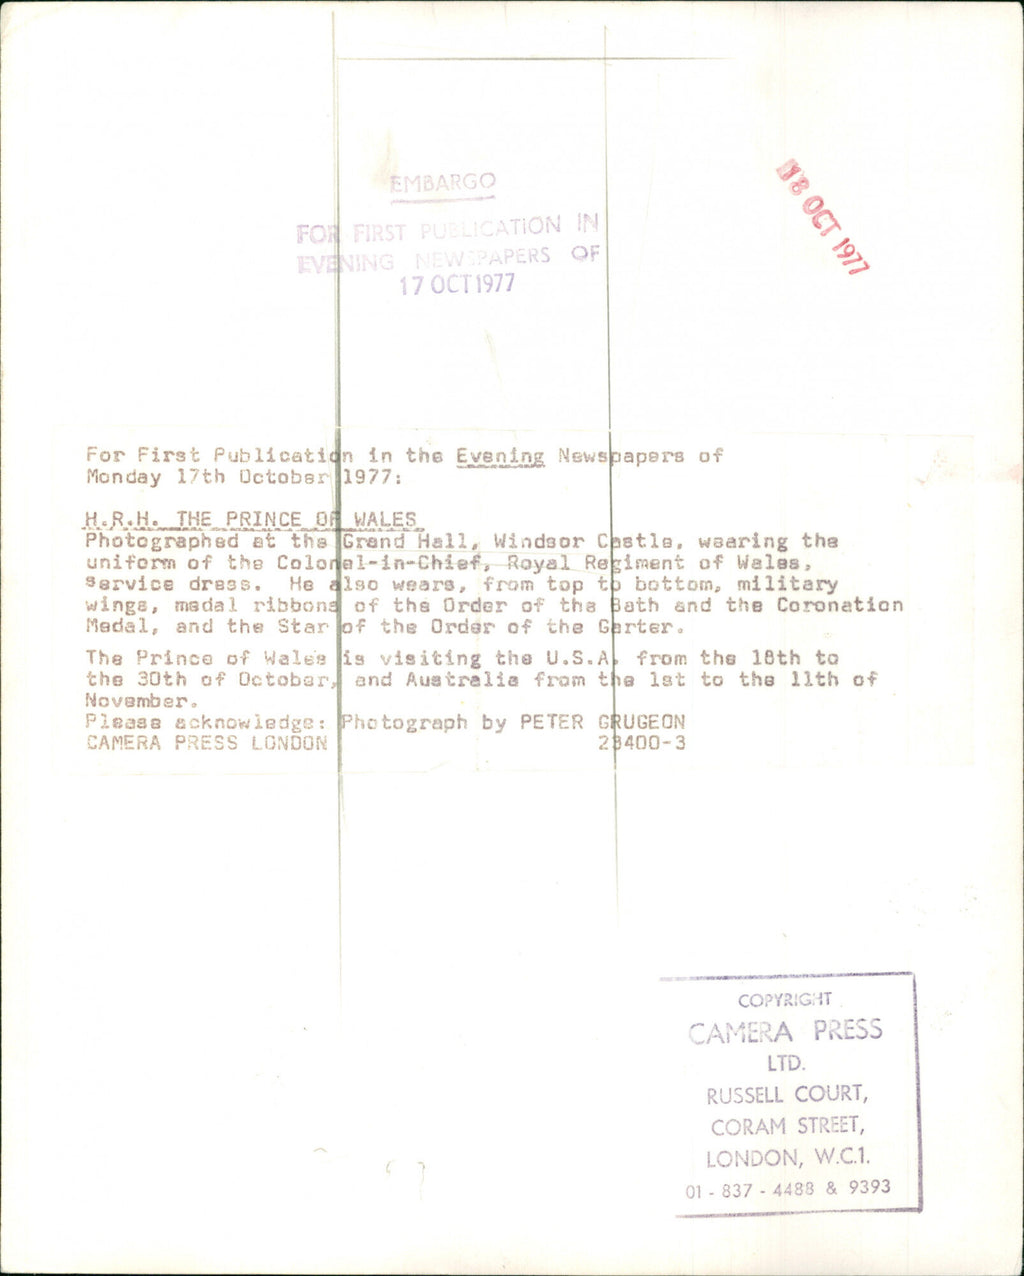 EMBARGO
FOR FIRST PUBLICATION IN
EVENING NEWSPAPERS OF
17 OCT 1977
18 OCT 1977
For First Publication in the Evening Newspapers of
Monday 17th October 1977:
H.R.H. THE PRINCE OF WALES
Photographed at the Grand Hall, Windsor Castle, wearing the
uniform of the Colonel-in-Chief, Royal Regiment of Wales,
service dress. He also wears, from top to bottom, military
wings, medal ribbons of the Order of the Bath and the Coronation
Medal, and the Star of the Order of the Garter.
The Prince of Wales is visiting the U.S.A. from the 18th to
the 30th of October, and Australia from the 1st to the 11th of
November.
Please acknowledge: Photograph by PETER GRUGEON
CAMERA PRESS LONDON 23400-3
COPYRIGHT
CAMERA PRESS
LTD.
RUSSELL COURT,
CORAM STREET,
LONDON, W.C.1.
01 - 837 - 4488 & 9393